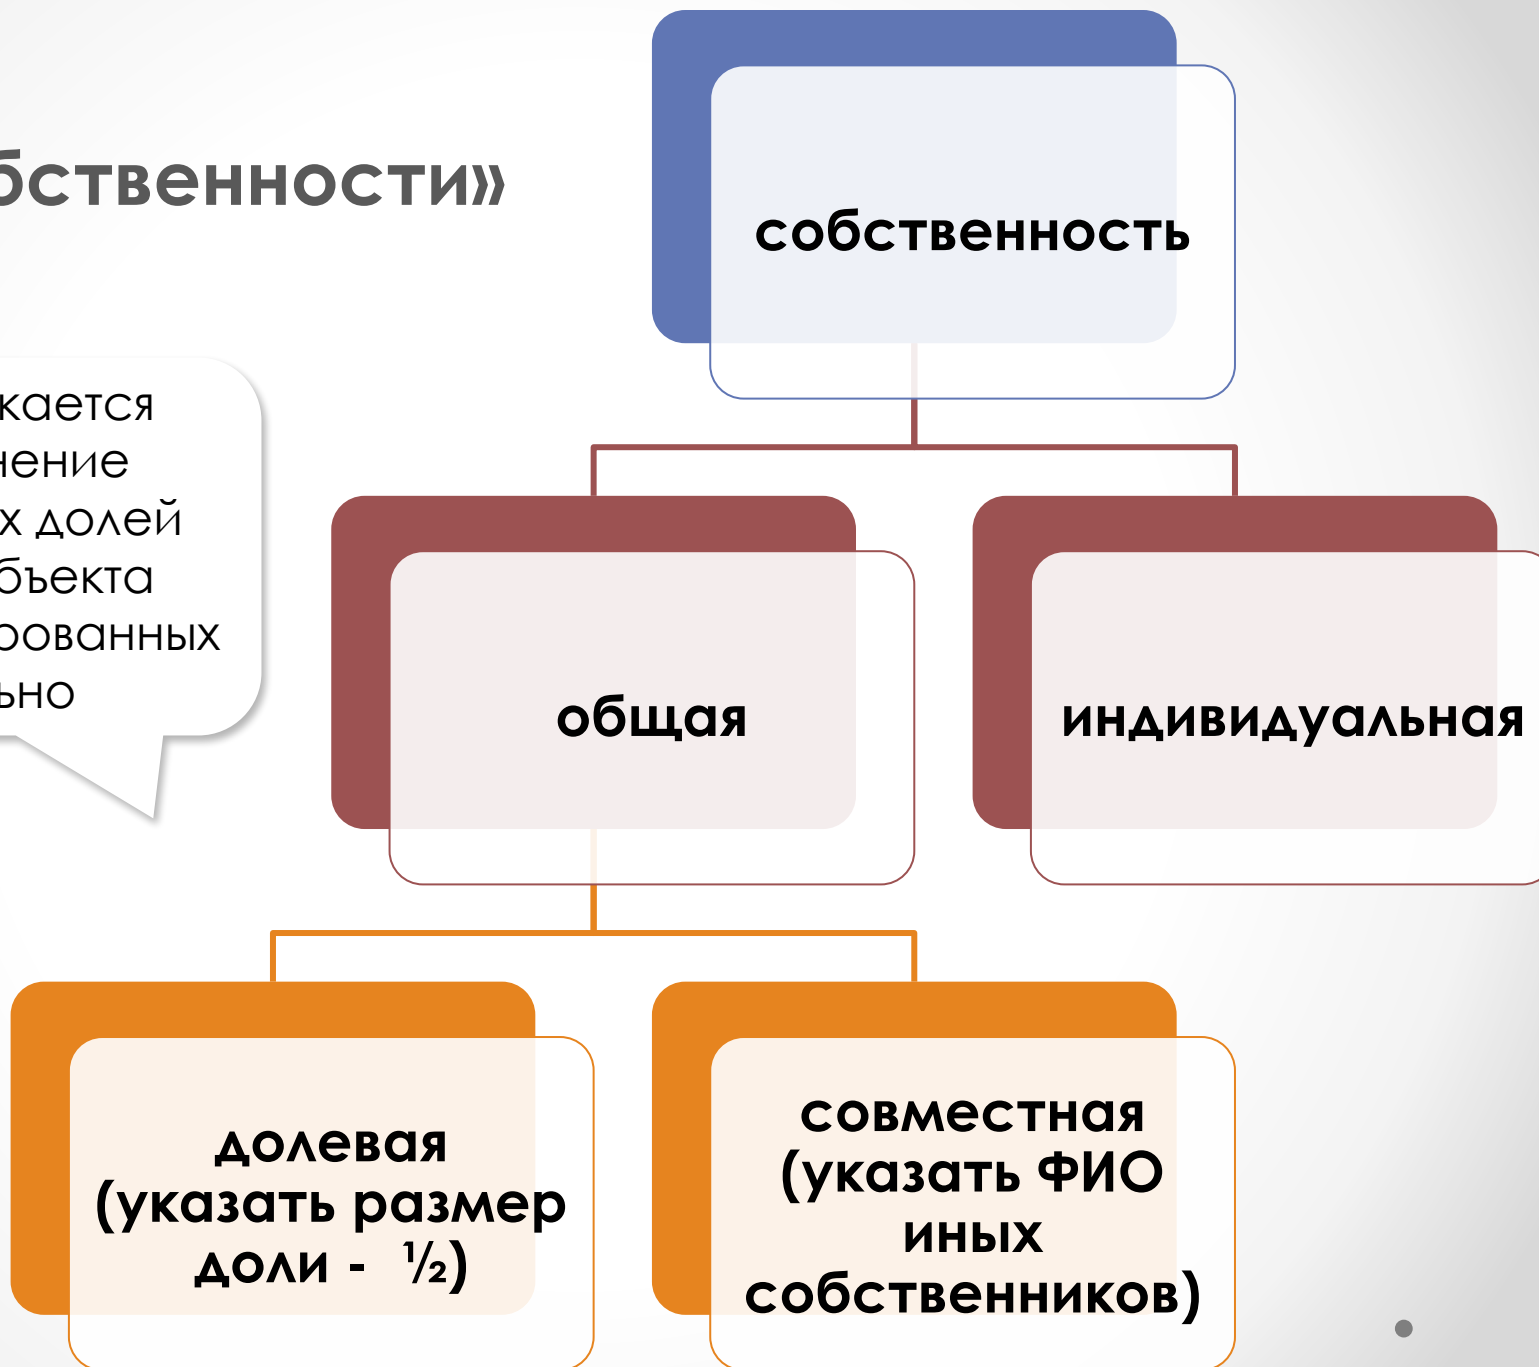 бственности»
собственность
кается
нение
х долей
бъекта
рованных
ьно
общая
индивидуальная
долевая
(указать размер
доли - ½)
совместная
(указать ФИО
иных
собственников)